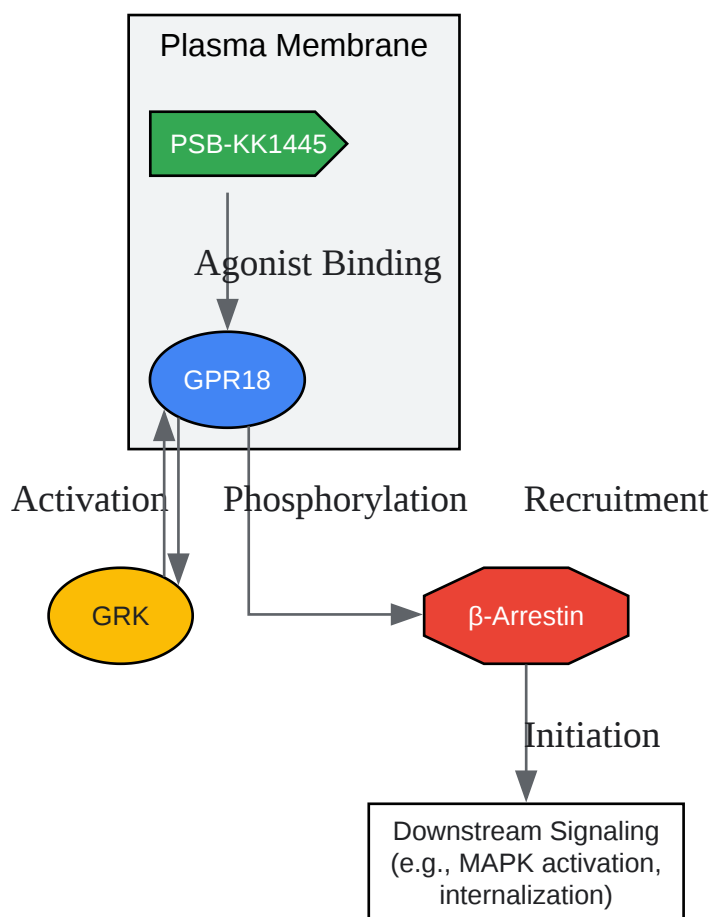 Plasma Membrane
PSB-KK1445
Agonist Binding
GPR18
Activation
Phosphorylation
Recruitment
GRK
β-Arrestin
Initiation
Downstream Signaling
(e.g., MAPK activation,
internalization)